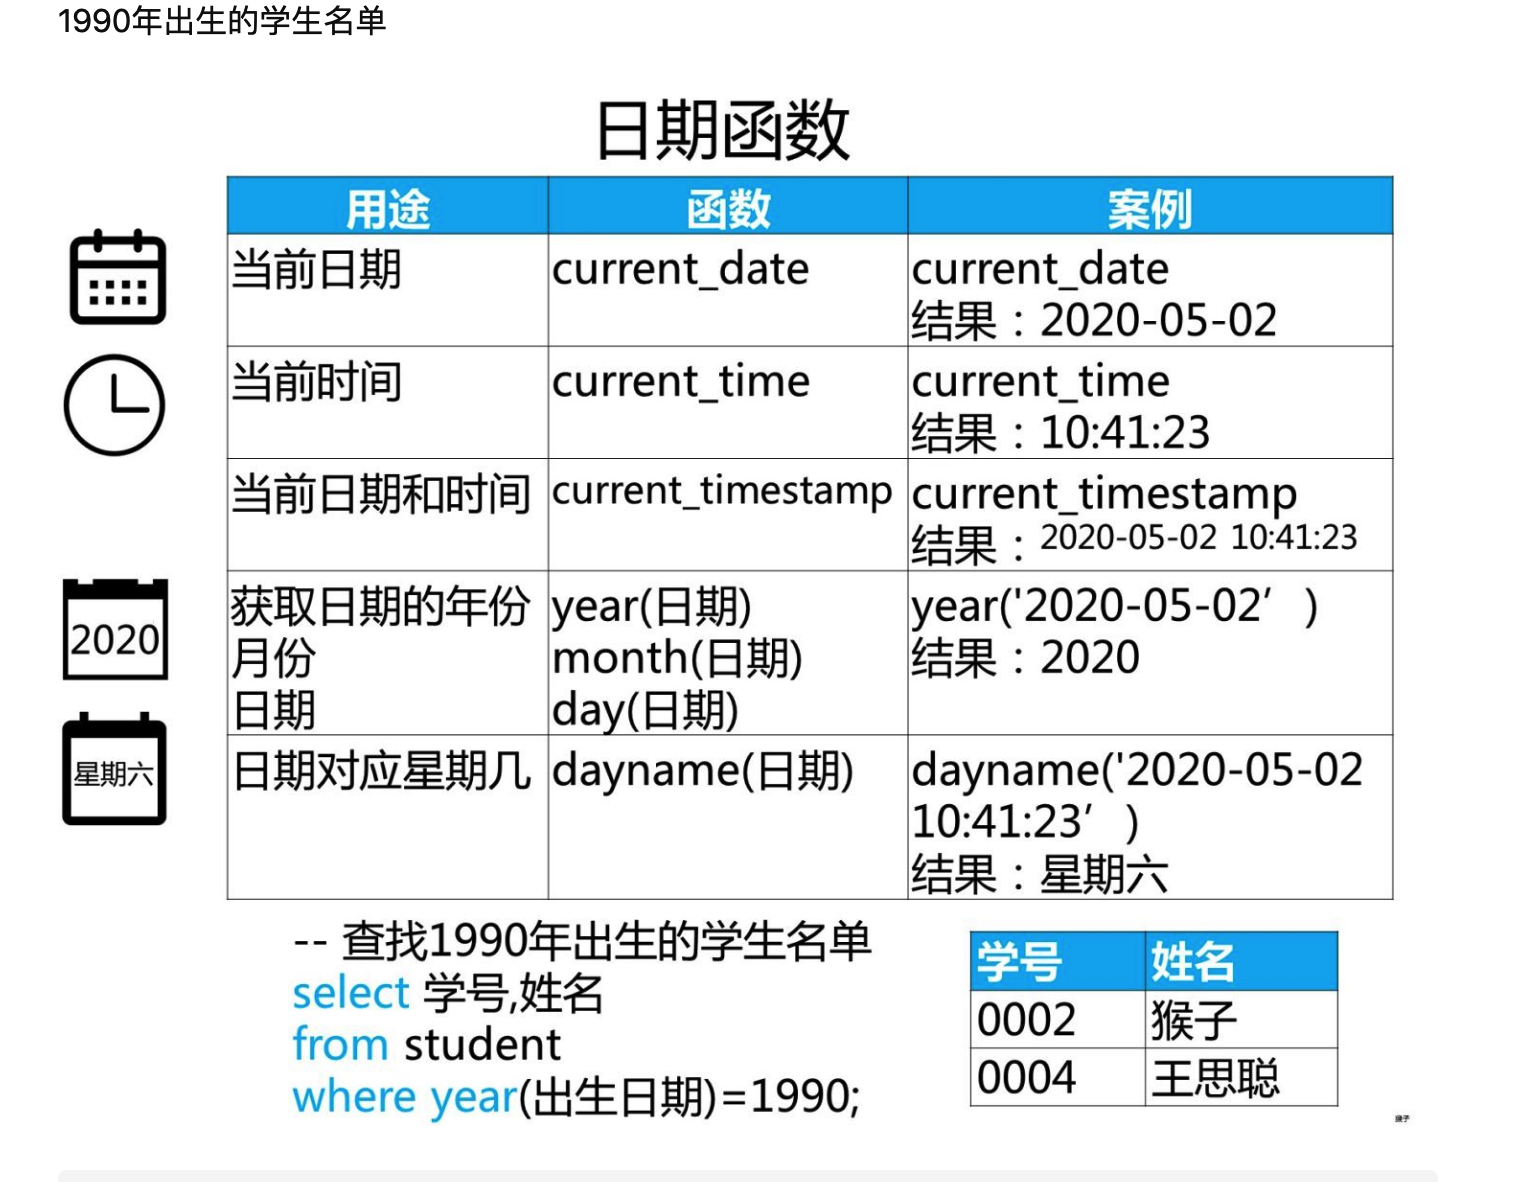 1990年出生的学生名单
日期函数
用途 函数 案例
当前日期 current_date current_date
结果：2020-05-02
当前时间 current_time current_time
结果：10:41:23
当前日期和时间 current_timestamp current_timestamp
结果：2020-05-02 10:41:23
获取日期的年份 year(日期) year('2020-05-02′)
月份 month(日期) 结果：2020
日期 day(日期)
日期对应星期几 dayname(日期) dayname('2020-05-02
10:41:23′)
结果：星期六
2020
星期六
-- 查找1990年出生的学生名单
select 学号,姓名
from student
where year(出生日期)=1990;
学号 姓名
0002 猴子
0004 王思聪
猴子